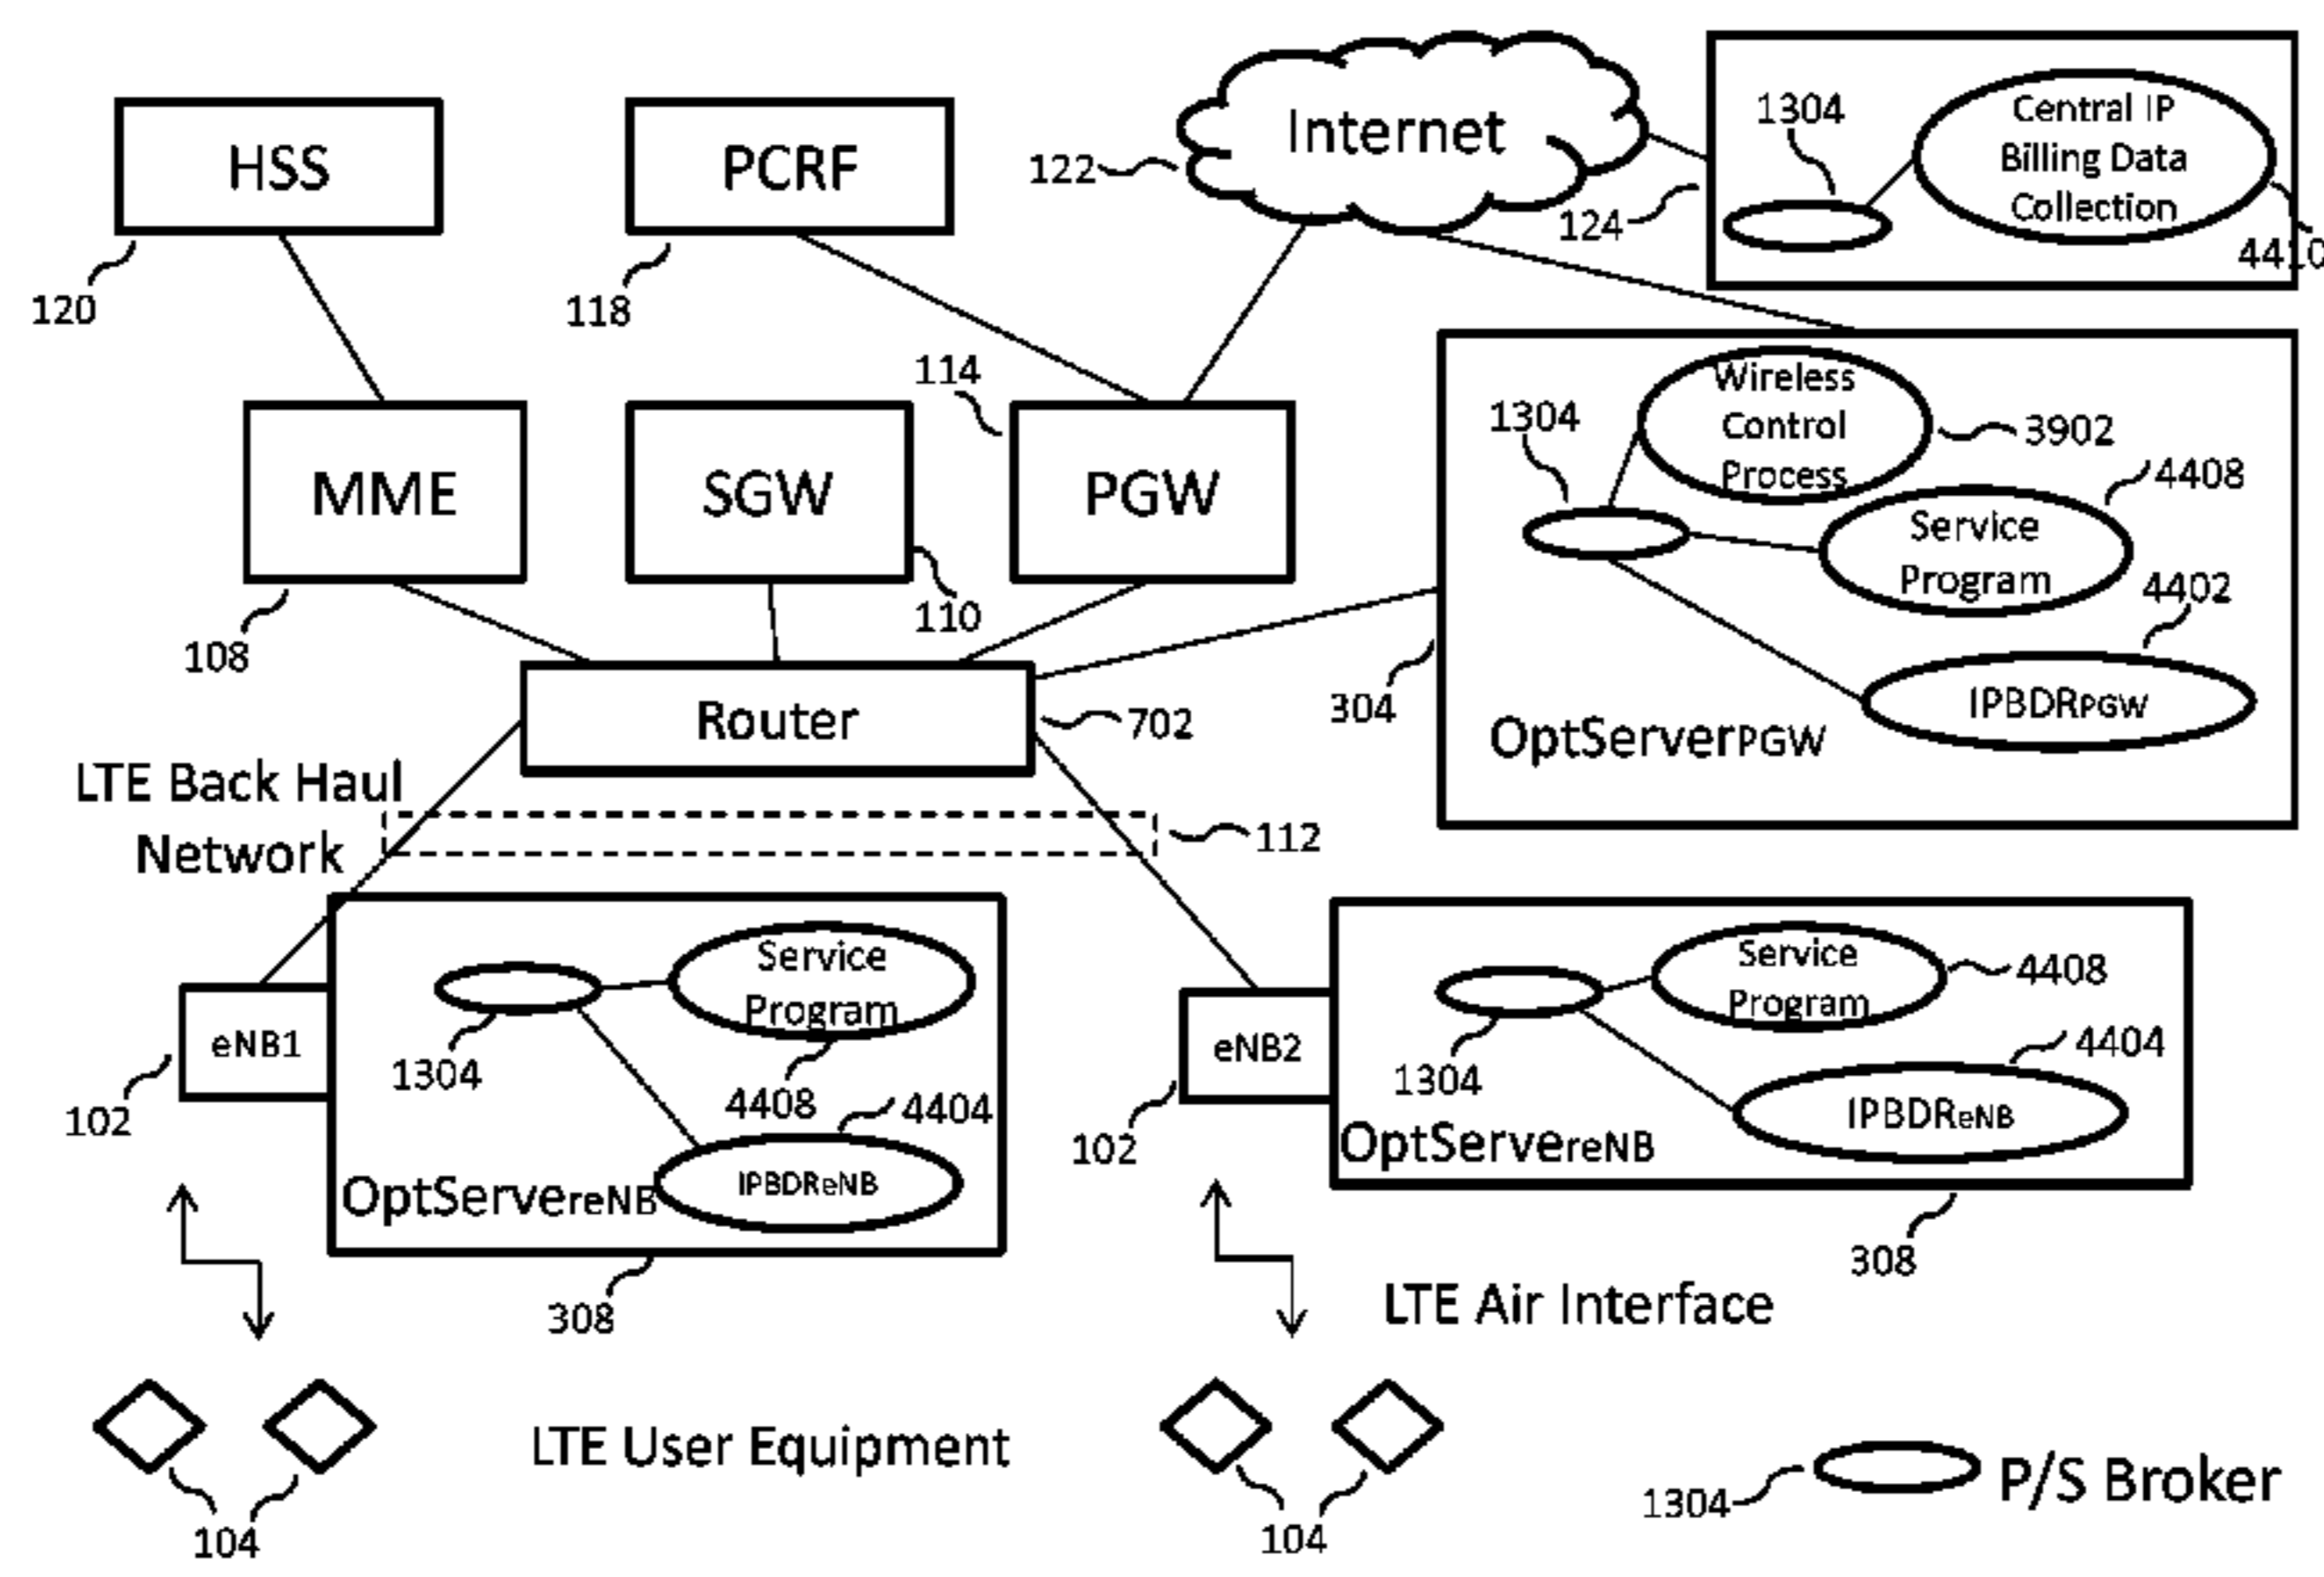 HSS
120
PCRF
118
Internet
122
124
1304
Central IP
Billing Data
Collection
4410
MME
108
SGW
110
114
PGW
1304
Wireless
Control
Process
3902
4408
Service
Program
4402
IPBDRPGW
OptServerPGW
304
Router
702
LTE Back Haul
Network
112
eNB1
102
1304
Service
Program
4408
4404
IPBDReNB
OptServereNB
308
eNB2
102
1304
Service
Program
4408
4404
IPBDReNB
OptServereNB
308
LTE Air Interface
LTE User Equipment
104
104
1304
P/S Broker